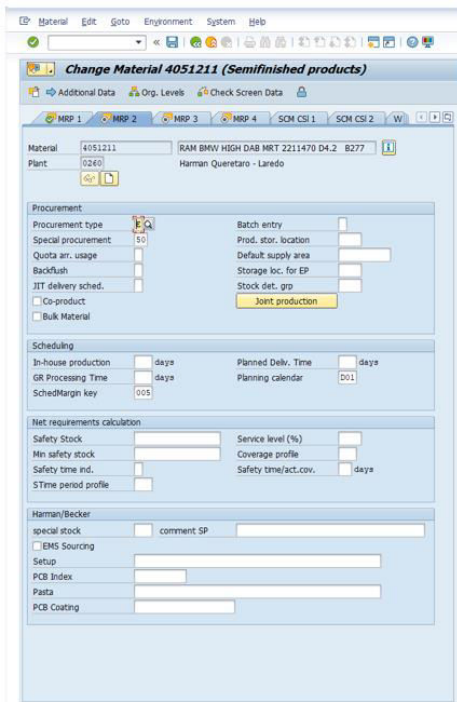 Material Edit Goto Environment System Help
Change Material 4051211 (Semifinished products)
Additional Data Org. Levels Check Screen Data
MRP 1 MRP 2 MRP 3 MRP 4 SCM CSI 1 SCM CSI 2 W
Material 4051211 RAM BMW HIGH DAB MRT 2211470 D4.2 B277
Plant 0260 Harman Queretaro - Laredo
Procurement
Procurement type E Batch entry
Special procurement 50 Prod. stor. location
Quota arr. usage Default supply area
Backflush Storage loc. for EP
JIT delivery sched. Stock det. grp
Co-product Joint production
Bulk Material
Scheduling
In-house production days Planned Deliv. Time days
GR Processing Time days Planning calendar D01
SchedMargin key 005
Net requirements calculation
Safety Stock Service level (%)
Min safety stock Coverage profile
Safety time ind. Safety time/act.cov. days
STime period profile
Harman/Becker
special stock comment SP
EMS Sourcing
Setup
PCB Index
Pasta
PCB Coating